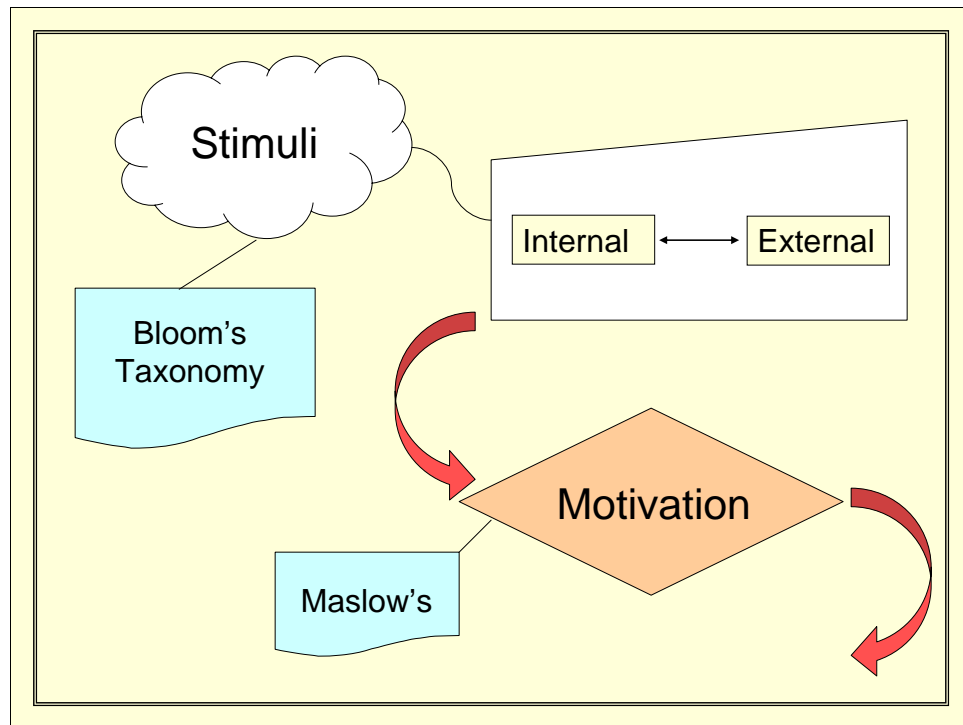 Stimuli
Internal
External
Bloom’s
Taxonomy
Motivation
Maslow’s